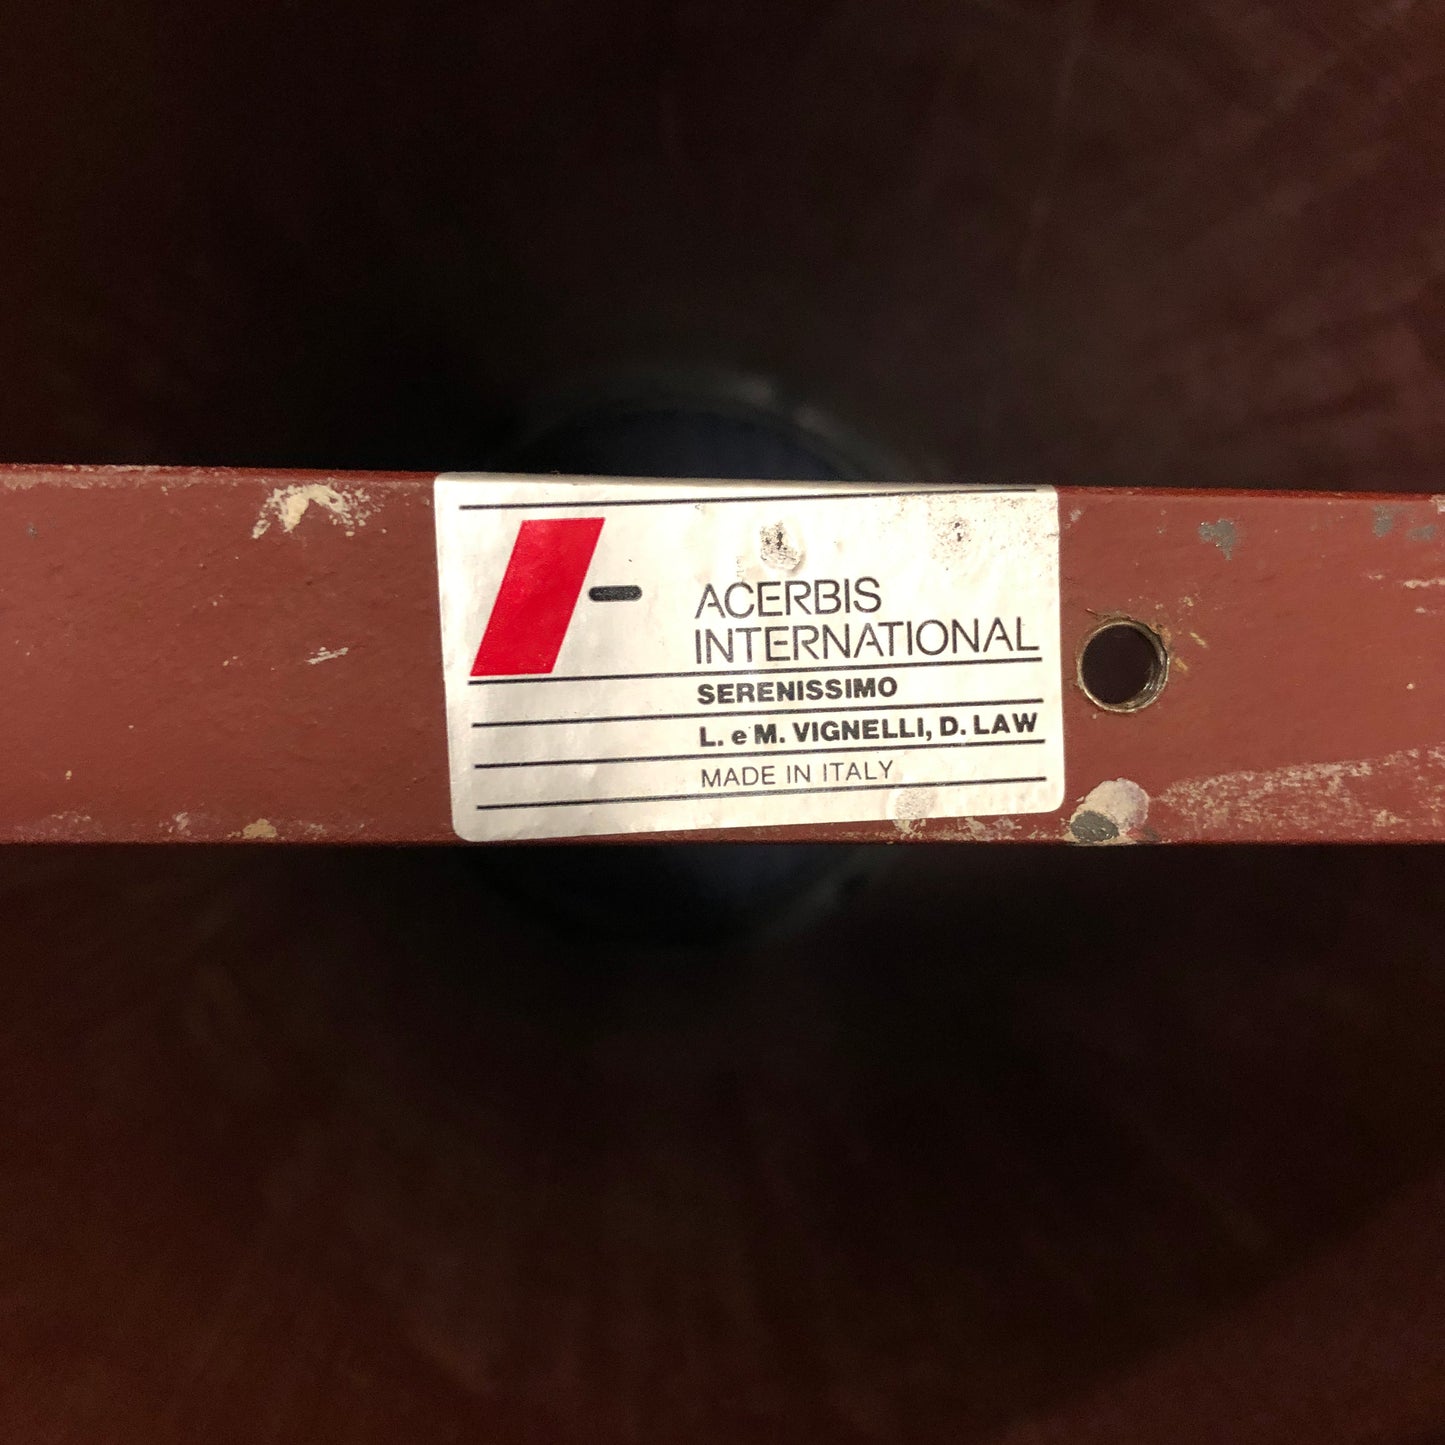 ACERBIS
INTERNATIONAL
SERENISSIMO
L. e M. VIGNELLI, D. LAW
MADE IN ITALY